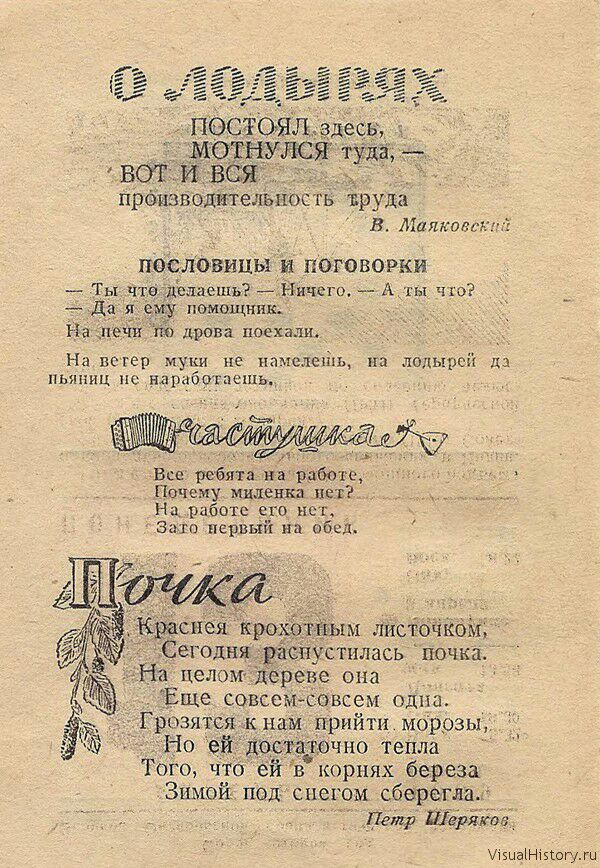 О ЛОДЫРЯХ
ПОСТОЯЛ здесь,
МОТНУЛСЯ туда, —
ВОТ И ВСЯ
производительность труда
В. Маяковский
ПОСЛОВИЦЫ И ПОГОВОРКИ
— Ты что делаешь? — Ничего. — А ты что?
— Да я ему помощник.
На печи по дрова поехали.
На ветер муки не намелешь, на лодырей да
пьяниц не наработаешь.
частушка
Все ребята на работе,
Почему миленка нет?
На работе его нет,
Зато первый на обед.
Почка
Краснея крохотным листочком,
Сегодня распустилась почка.
На целом дереве она
Еще совсем-совсем одна.
Грозятся к нам прийти морозы,
Но ей достаточно тепла
Того, что ей в корнях береза
Зимой под снегом сберегла.
Петр Шеряков
VisualHistory.ru